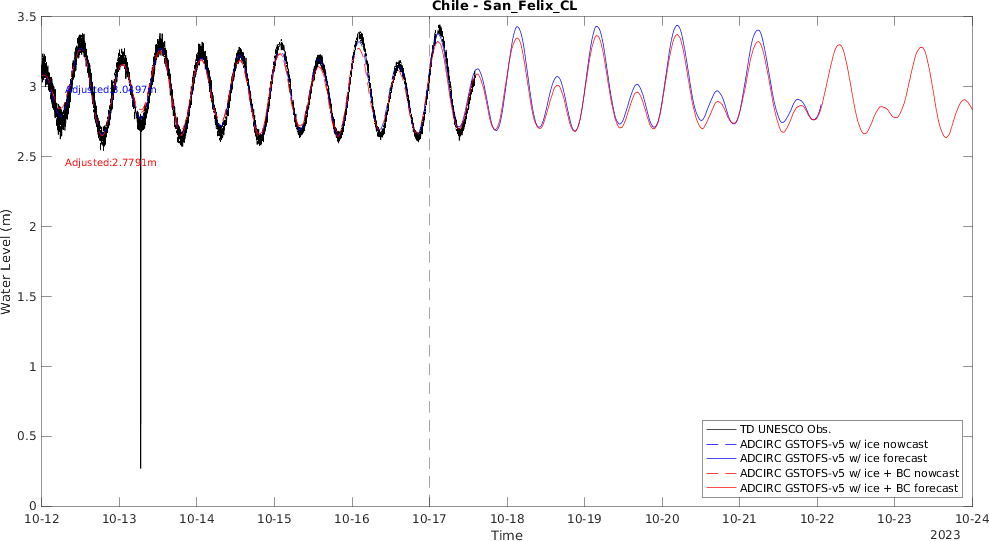 Chile - San_Felix_CL
3.5
3
2.5
2
1.5
1
0.5
0
Water Level (m)
Adjusted:3.0497m
Adjusted:2.7791m
TD UNESCO Obs.
ADCIRC GSTOFS-v5 w/ ice nowcast
ADCIRC GSTOFS-v5 w/ ice forecast
ADCIRC GSTOFS-v5 w/ ice + BC nowcast
ADCIRC GSTOFS-v5 w/ ice + BC forecast
10-12 10-13 10-14 10-15 10-16 10-17 10-18 10-19 10-20 10-21 10-22 10-23 10-24
Time
2023